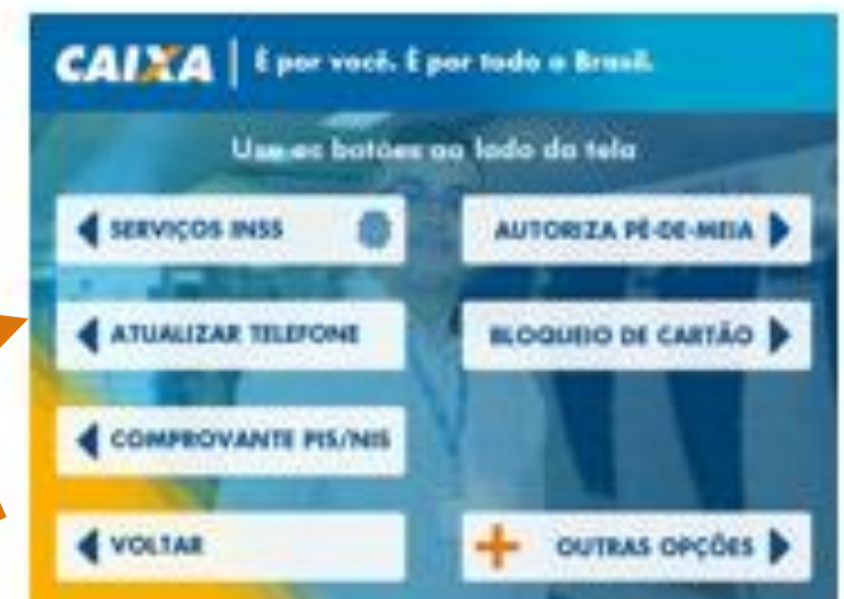 CAIXA | É por você. É por todo o Brasil.
Use os botões ao lado da tela
SERVIÇOS INSS
AUTORIZA PÉ-DE-MEIA
ATUALIZAR TELEFONE
BLOQUEIO DE CARTÃO
COMPROVANTE PIS/NIS
VOLTAR
+ OUTRAS OPÇÕES